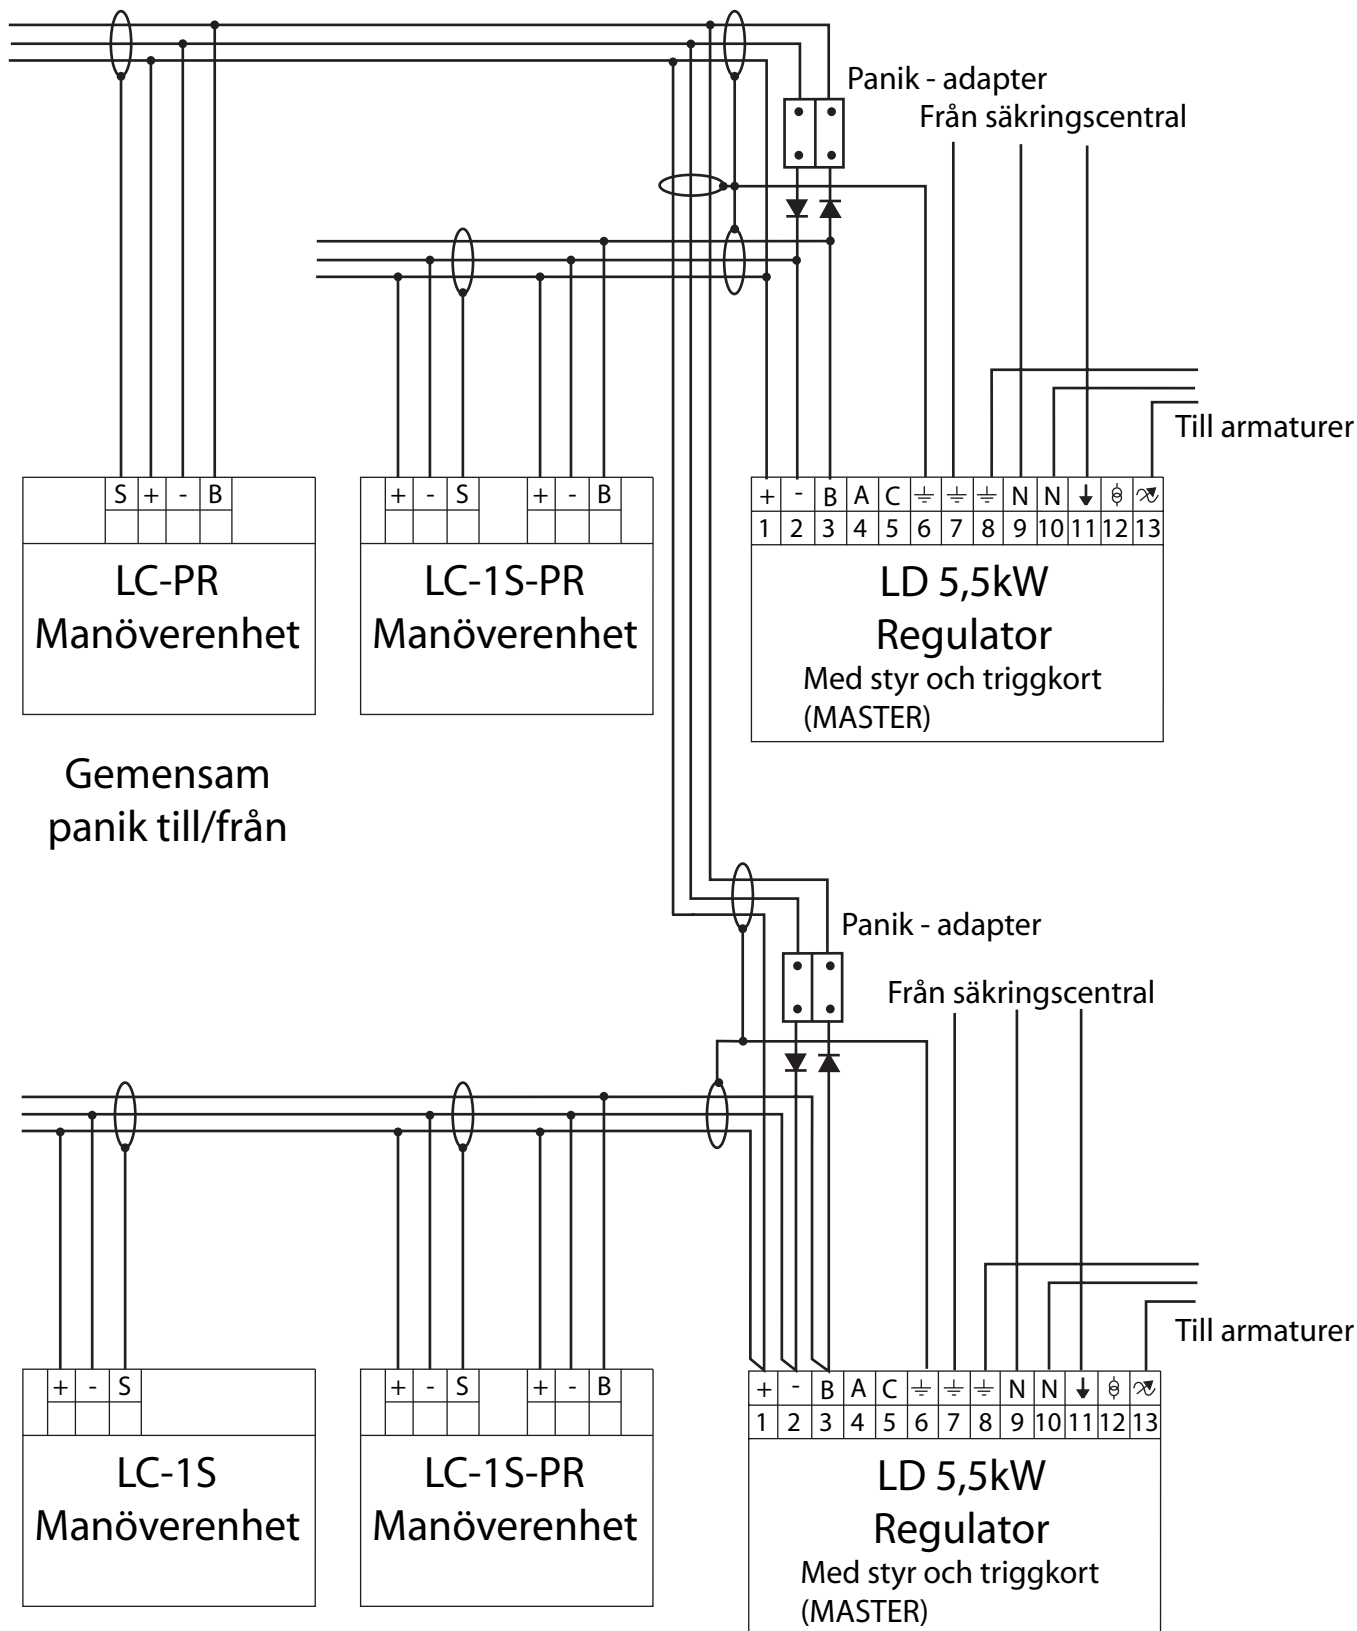 Panik - adapter
Från säkringscentral
Till armaturer
S + - B
+ - S + - B
+ - B A C N N
1 2 3 4 5 6 7 8 9 10 11 12 13
LC-PR
Manöverenhet
LC-1S-PR
Manöverenhet
LD 5,5kW
Regulator
Med styr och triggkort
(MASTER)
Gemensam
panik till/från
Panik - adapter
Från säkringscentral
Till armaturer
+ - S
+ - S + - B
+ - B A C N N
1 2 3 4 5 6 7 8 9 10 11 12 13
LC-1S
Manöverenhet
LC-1S-PR
Manöverenhet
LD 5,5kW
Regulator
Med styr och triggkort
(MASTER)